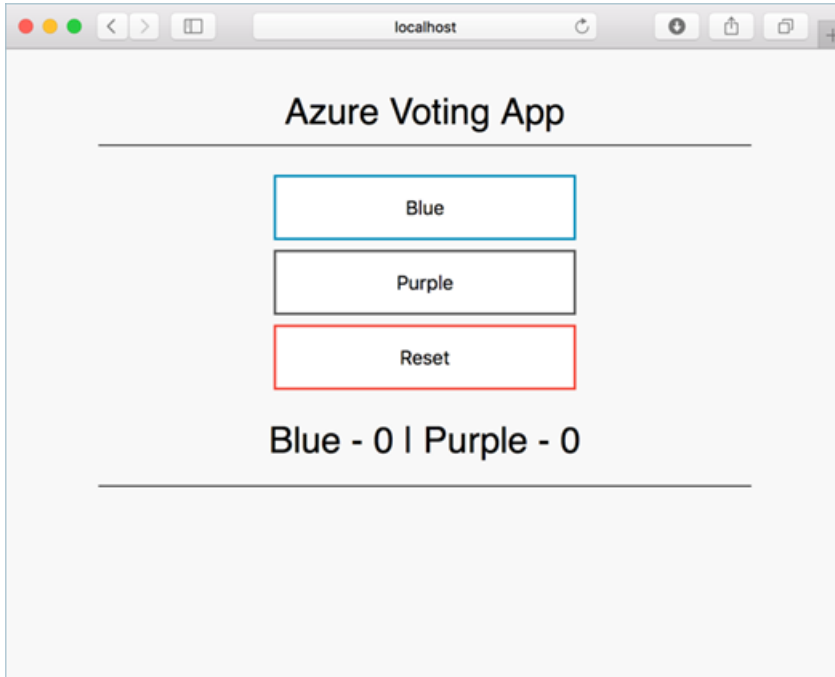 localhost
Azure Voting App
Blue
Purple
Reset
Blue - 0 | Purple - 0